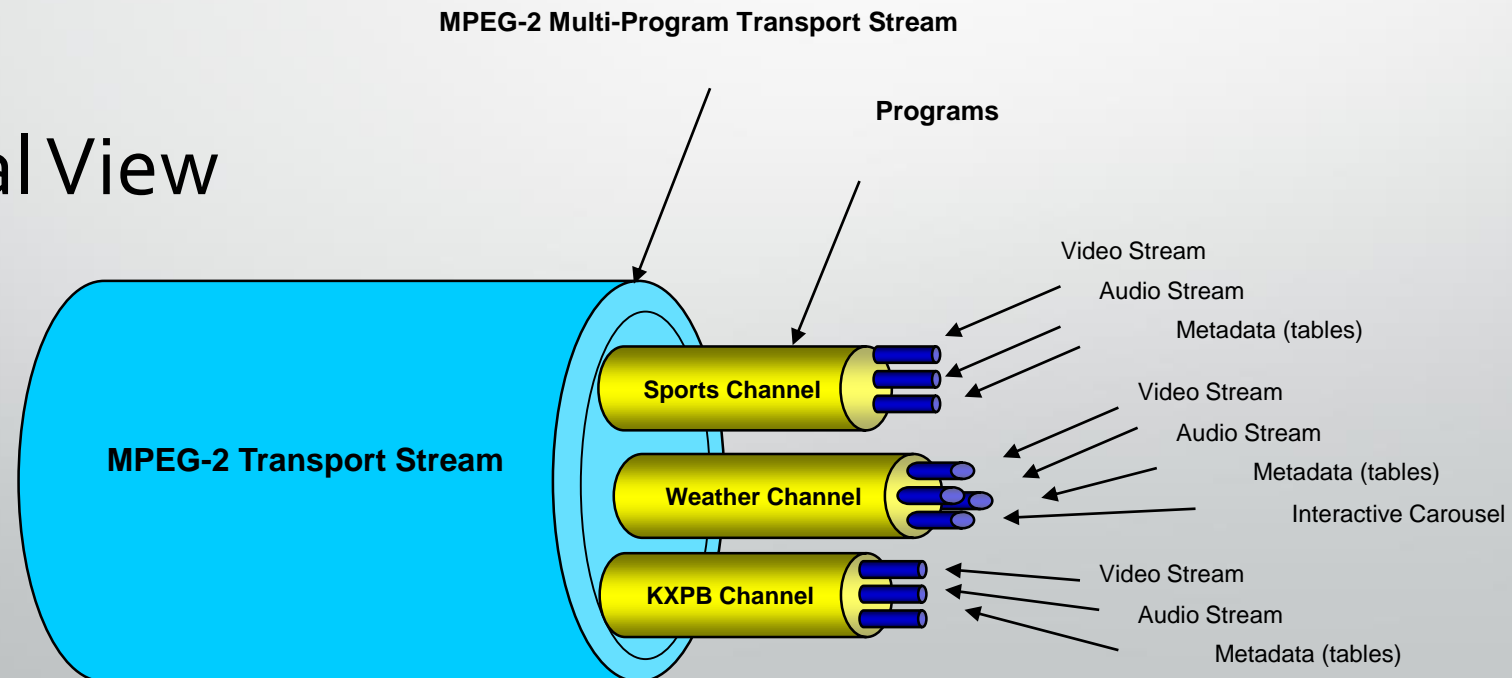 MPEG-2 Multi-Program Transport Stream
Programs
View
Video Stream
Audio Stream
Metadata (tables)
Sports Channel
Video Stream
Audio Stream
MPEG-2 Transport Stream
Metadata (tables)
Weather Channel
Interactive Carousel
Video Stream
KXPB Channel
Audio Stream
Metadata (tables)